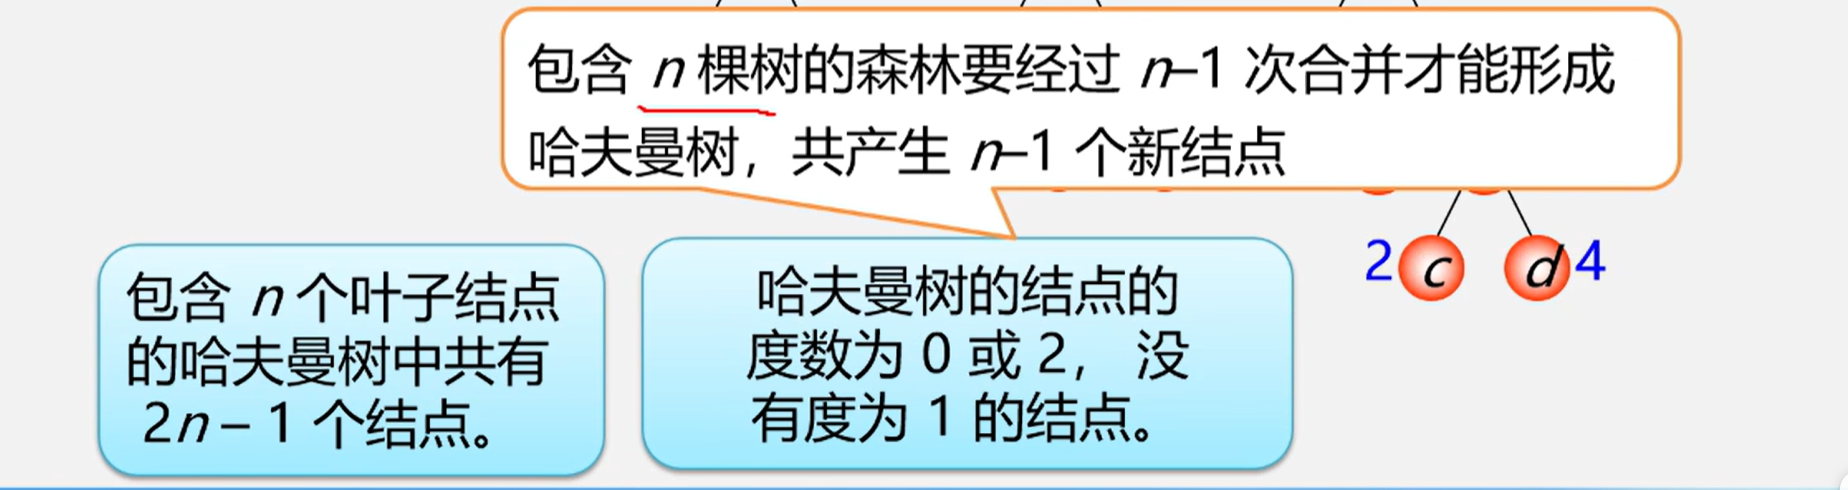 包含 n 棵树的森林要经过 n–1 次合并才能形成
哈夫曼树，共产生 n–1 个新结点
包含 n 个叶子结点
的哈夫曼树中共有
2n – 1 个结点。
哈夫曼树的结点的
度数为 0 或 2， 没
有度为 1 的结点。
2 c d 4